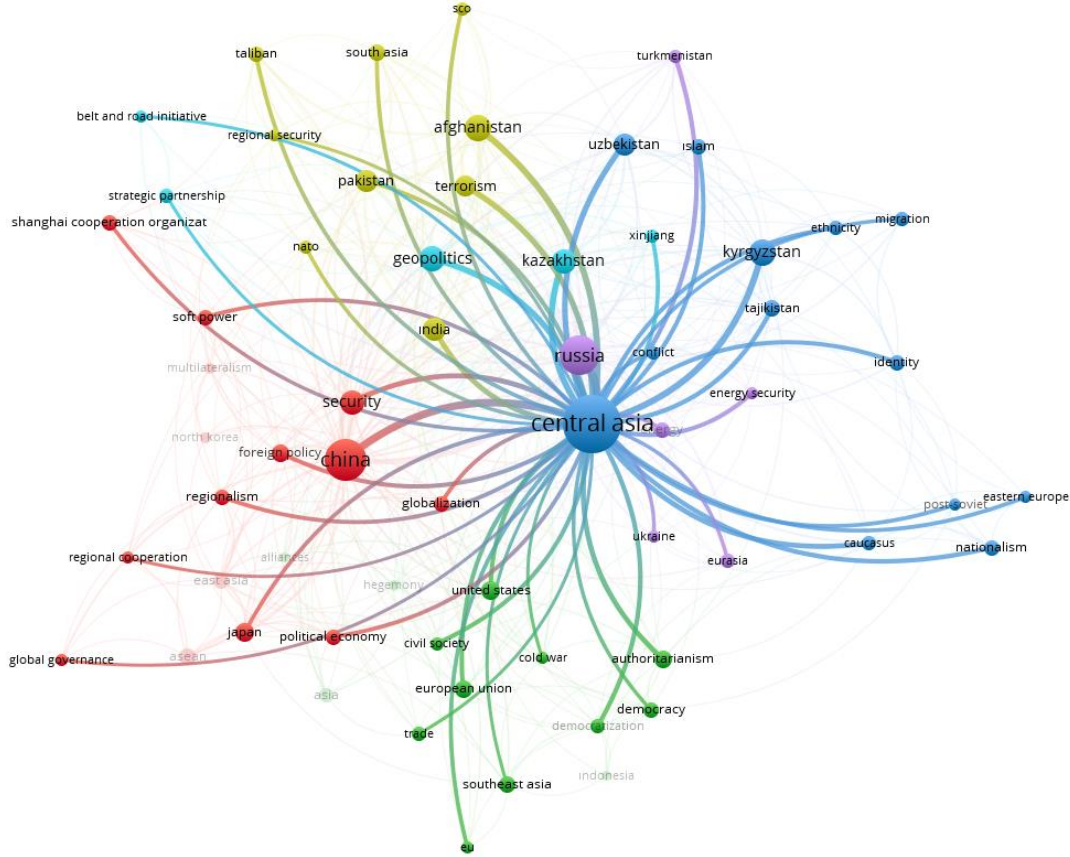 sco
taliban
south asia
turkmenistan
belt and road initiative
afghanistan
regional security
uzbekistan
islam
pakistan
terrorism
strategic partnership
shanghai cooperation organizat
migration
ethnicity
xinjiang
nato
kyrgyzstan
geopolitics
kazakhstan
tajikistan
soft power
india
conflict
russia
identity
multilateralism
energy security
security
central asia
energy
north korea
foreign policy
china
regionalism
globalization
post-soviet
eastern europe
ukraine
caucasus
nationalism
regional cooperation
alliances
eurasia
east asia
hegemony
united states
japan
political economy
civil society
global governance
asean
cold war
authoritarianism
european union
asia
democracy
trade
democratization
indonesia
southeast asia
eu